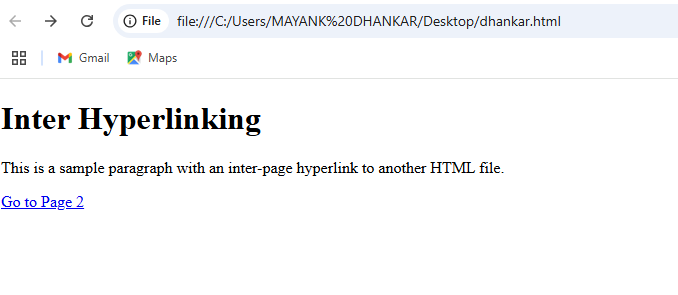 File file:///C:/Users/MAYANK%20DHANKAR/Desktop/dhankar.html
Gmail Maps
Inter Hyperlinking
This is a sample paragraph with an inter-page hyperlink to another HTML file.
Go to Page 2